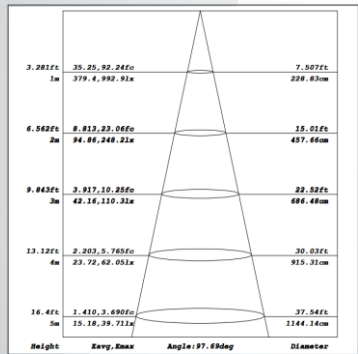 3.281ft 35.25,92.24fc 7.507ft
1m 379.4,992.9lx 228.83cm
6.562ft 8.813,23.06fc 15.01ft
2m 94.86,248.2lx 457.66cm
9.843ft 3.917,10.25fc 22.52ft
3m 42.16,110.3lx 686.48cm
13.12ft 2.203,5.765fc 30.03ft
4m 23.72,62.05lx 915.31cm
16.4ft 1.410,3.690fc 37.54ft
5m 15.18,39.71lx 1144.14cm
Height Eavg,Emax Angle:97.69deg Diameter